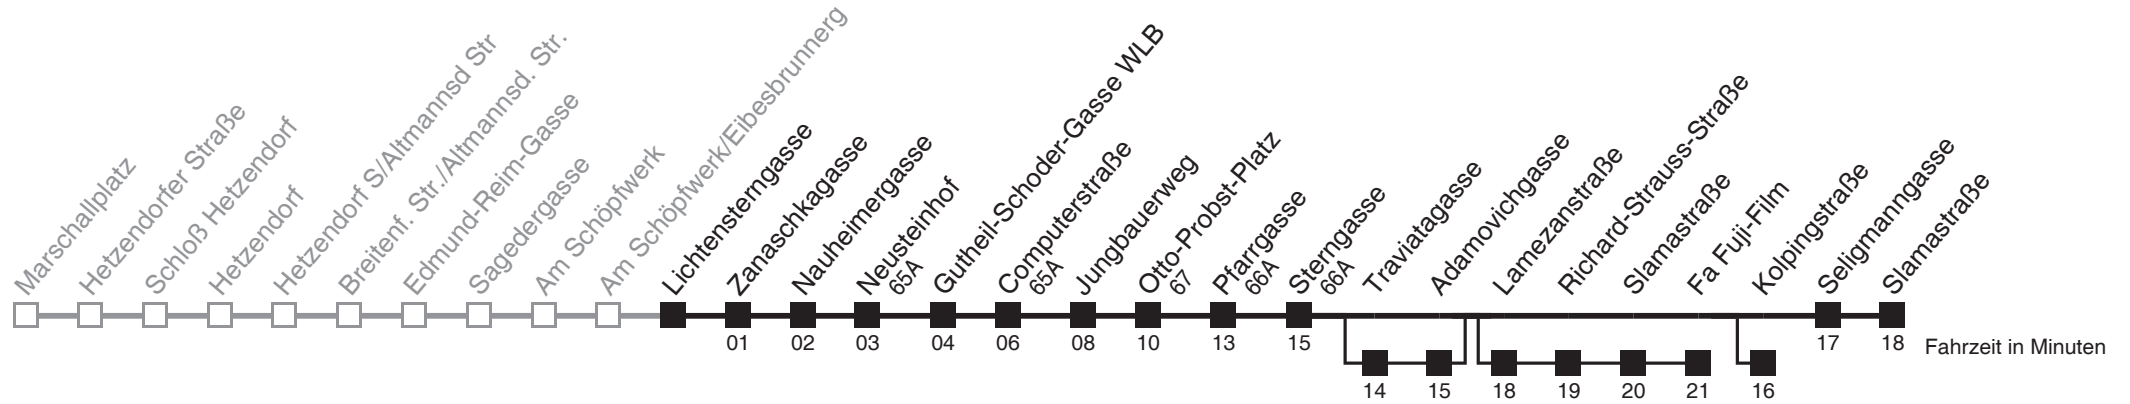 Marschallplatz
Hetzendorfer Straße
Schloß Hetzendorf
Hetzendorf
Hetzendorf S/Altmannsd Str
Breitenf. Str./Altmannsd. Str.
Edmund-Reim-Gasse
Sagedergasse
Am Schöpfwerk
Am Schöpfwerk/Eibesbrunnerg
Lichtensterngasse
Zanaschkagasse
Nauheimergasse
Neusteinhof
65A
Gutheil-Schoder-Gasse WLB
Computerstraße
65A
Jungbauerweg
Otto-Probst-Platz
67
Pfarrgasse
66A
Sterngasse
66A
Traviatagasse
Adamovichgasse
Lamezanstraße
Richard-Strauss-Straße
Slamastraße
Fa Fuji-Film
Kolpingstraße
Seligmanngasse
Slamastraße
01 02 03 04 06 08 10 13 15 17 18 Fahrzeit in Minuten
14 15 18 19 20 21 16